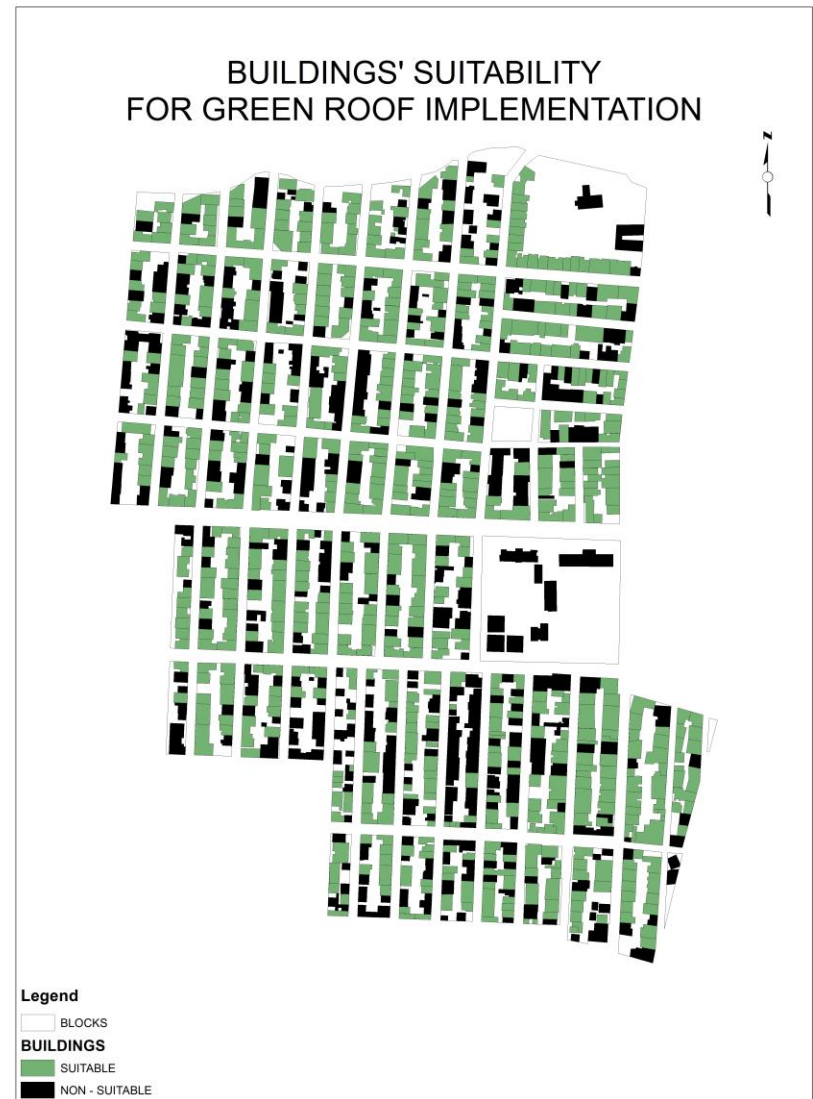 BUILDINGS' SUITABILITY
FOR GREEN ROOF IMPLEMENTATION
N
Legend
BLOCKS
BUILDINGS
SUITABLE
NON - SUITABLE